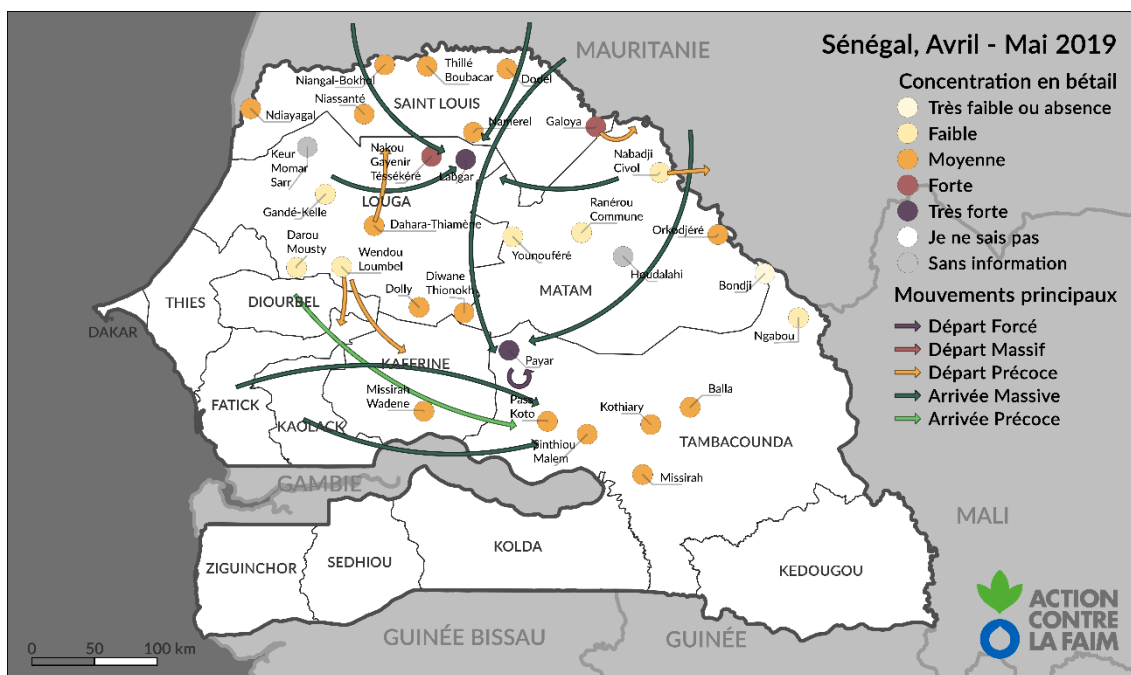 MAURITANIE
Sénégal, Avril - Mai 2019
Concentration en bétail
Très faible ou absence
Faible
Moyenne
Forte
Très forte
Je ne sais pas
Sans information
Mouvements principaux
Départ Forcé
Départ Massif
Départ Précoce
Arrivée Massive
Arrivée Précoce
Niangal-Bokhol
Thillé
Boubacar
Dodel
Niassanté
SAINT LOUIS
Ndiayagal
Namerel
Galoya
Keur
Momar
Sarr
Nakou
Gayenir
Téssékéré
Labgar
Nabadji
Civol
Gandé-Kelle
LOUGA
Ranérou
Commune
Dahara-Thiamène
Orkodjéré
Darou
Mousty
Wendou
Loumbel
Younouféré
Houdalahi
Diwane
Thionokh
Bondji
THIES
DIOURBEL
Dolly
MATAM
Ngabou
DAKAR
KAFFRINE
Payar
Missirah
Wadene
Pass
Koto
Kothiary
Balla
FATICK
KAOLACK
Sinthiou
Malem
TAMBACOUNDA
GAMBIE
Missirah
MALI
ZIGUINCHOR
SEDHIOU
KOLDA
KEDOUGOU
GUINÉE BISSAU
GUINÉE
ACTION
CONTRE
LA FAIM
0 50 100 km